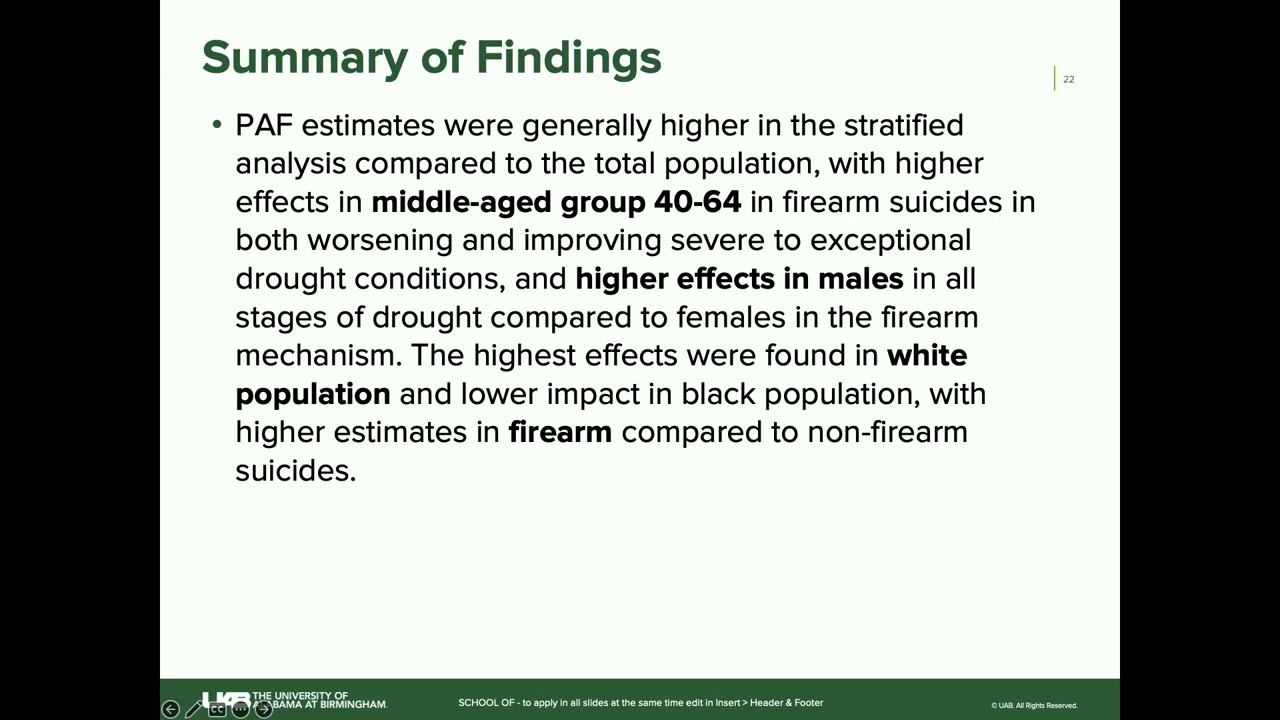 Summary of Findings
22
• PAF estimates were generally higher in the stratified
analysis compared to the total population, with higher
effects in middle-aged group 40-64 in firearm suicides in
both worsening and improving severe to exceptional
drought conditions, and higher effects in males in all
stages of drought compared to females in the firearm
mechanism. The highest effects were found in white
population and lower impact in black population, with
higher estimates in firearm compared to non-firearm
suicides.
UAB THE UNIVERSITY OF
ALABAMA AT BIRMINGHAM.
CC
SCHOOL OF - to apply in all slides at the same time edit in Insert > Header & Footer
© UAB. All Rights Reserved.